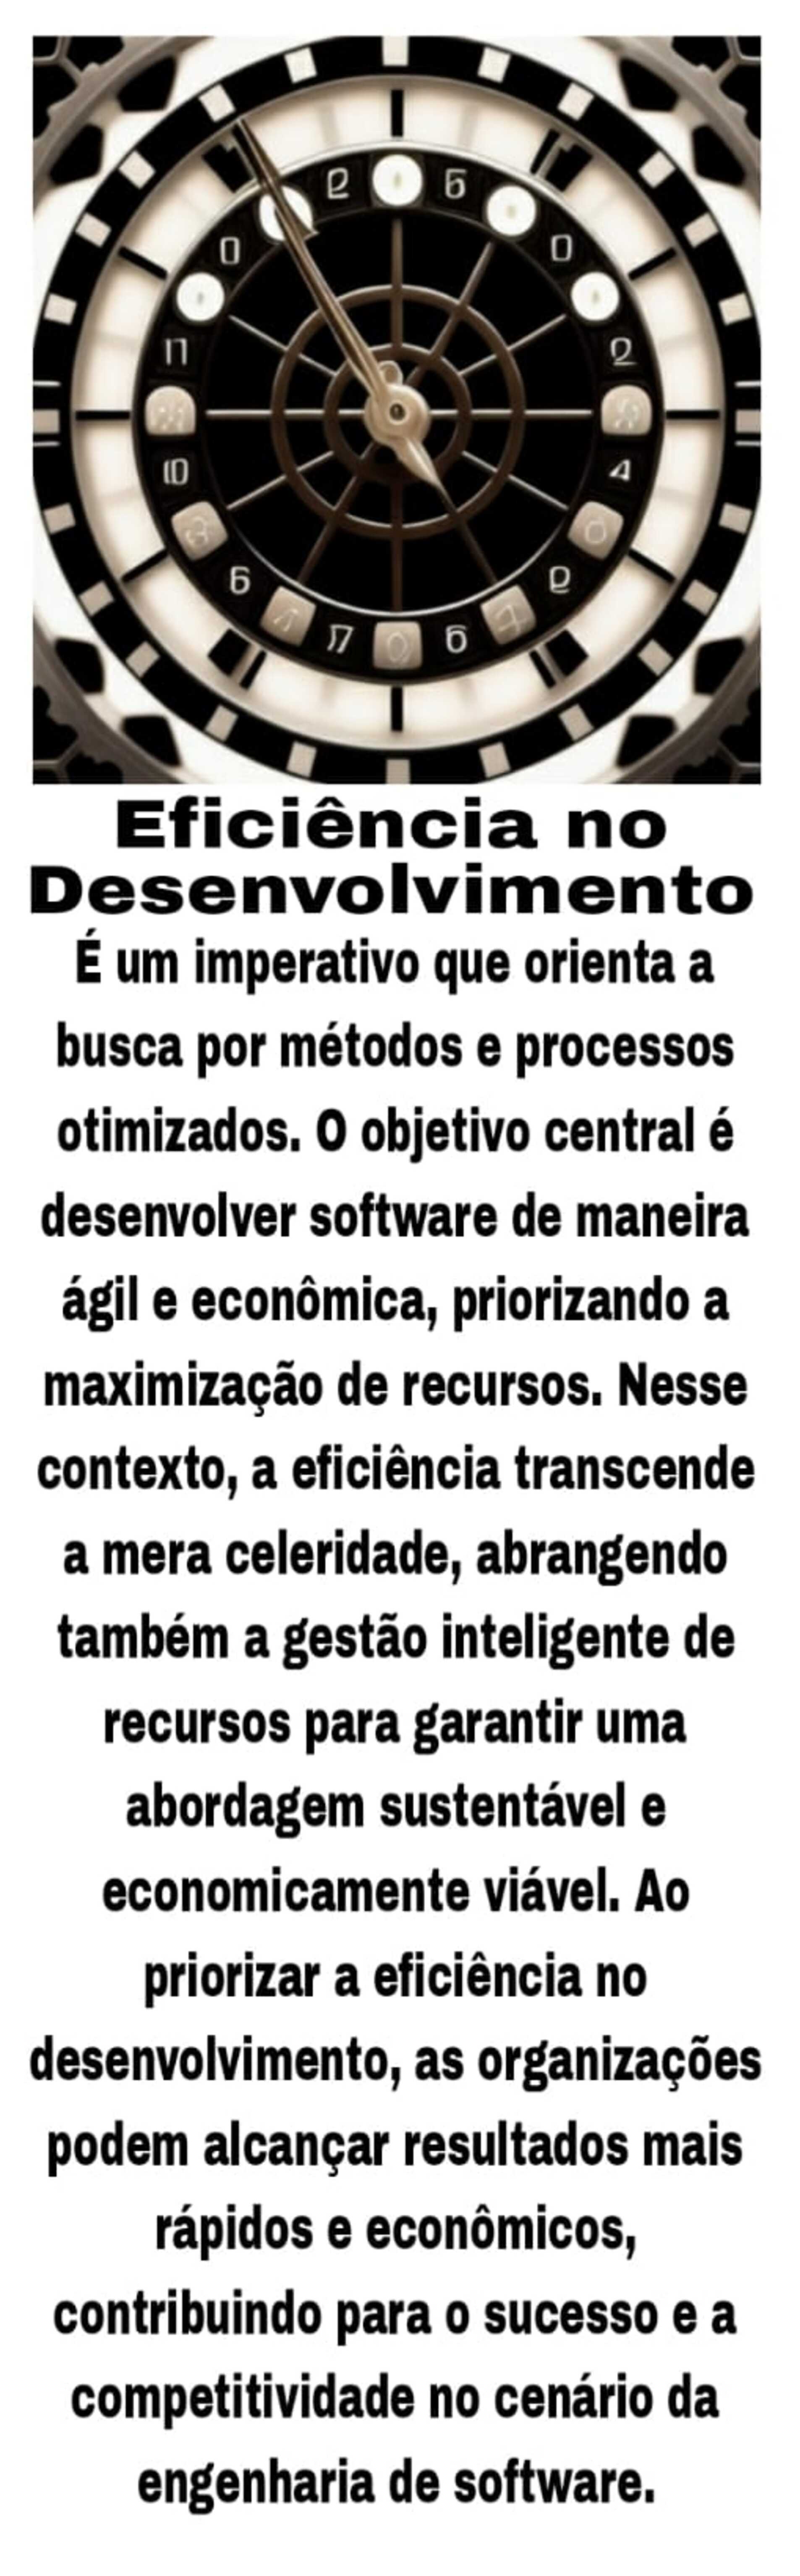 Eficiência no
Desenvolvimento
É um imperativo que orienta a
busca por métodos e processos
otimizados. O objetivo central é
desenvolver software de maneira
ágil e econômica, priorizando a
maximização de recursos. Nesse
contexto, a eficiência transcende
a mera celeridade, abrangendo
também a gestão inteligente de
recursos para garantir uma
abordagem sustentável e
economicamente viável. Ao
priorizar a eficiência no
desenvolvimento, as organizações
podem alcançar resultados mais
rápidos e econômicos,
contribuindo para o sucesso e a
competitividade no cenário da
engenharia de software.